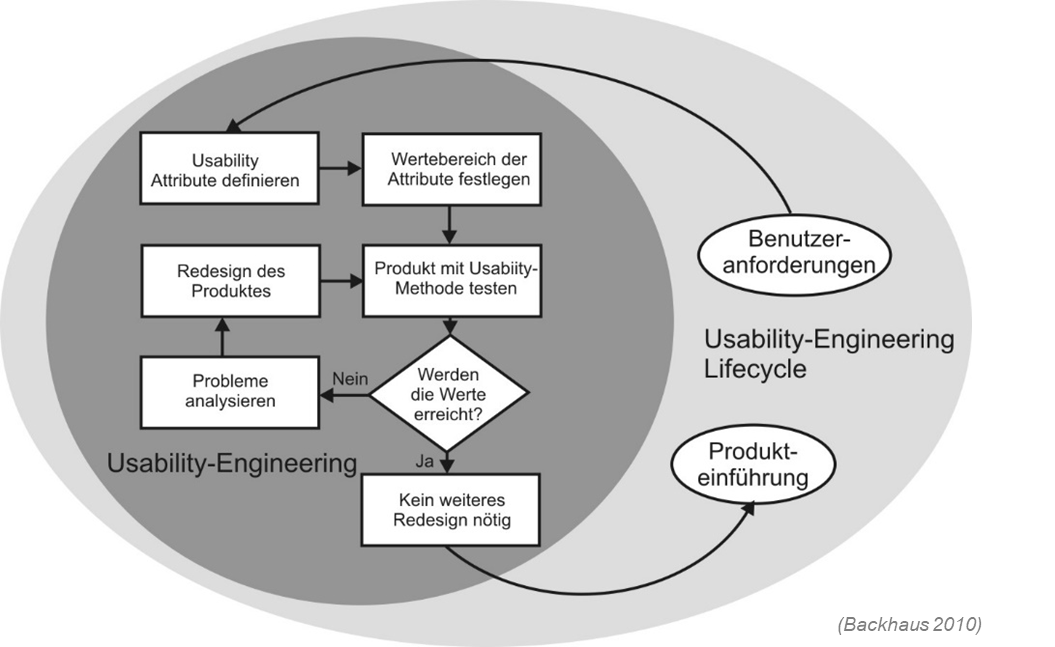 Usability
Attribute definieren
Wertebereich der
Attribute festlegen
Redesign des
Produktes
Produkt mit Usabiity-
Methode testen
Probleme
analysieren
Nein
Werden
die Werte
erreicht?
Ja
Usability-Engineering
Kein weiteres
Redesign nötig
Benutzer-
anforderungen
Usability-Engineering
Lifecycle
Produkt-
einführung
(Backhaus 2010)